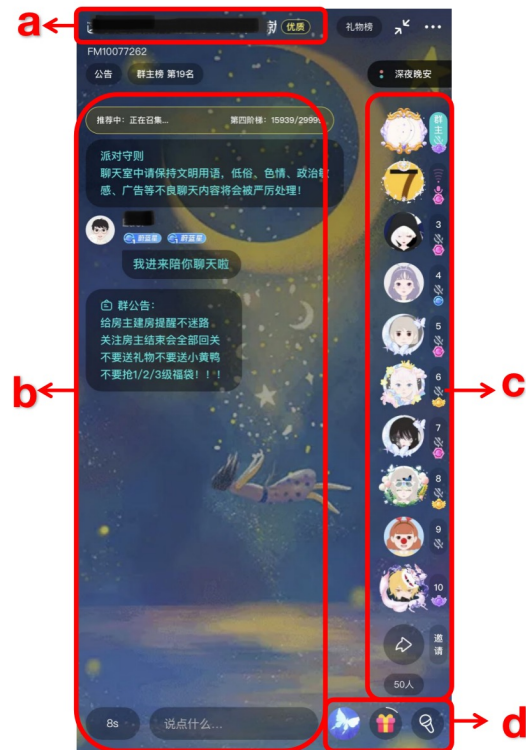 a
优质
礼物榜
FM10077262
公告
群主榜 第19名
深夜晚安
推荐中：正在召集...
第四阶梯：15939/29999
派对守则
聊天室中请保持文明用语，低俗、色情、政治敏
感、广告等不良聊天内容将会被严厉处理！
蔚蓝星
蔚蓝星
我进来陪你聊天啦
群公告：
给房主建房提醒不迷路
关注房主结束会全部回关
不要送礼物不要送小黄鸭
不要抢1/2/3级福袋！！！
b
群主
7
3
4
5
6
7
8
9
10
c
邀请
50人
8s
说点什么...
d